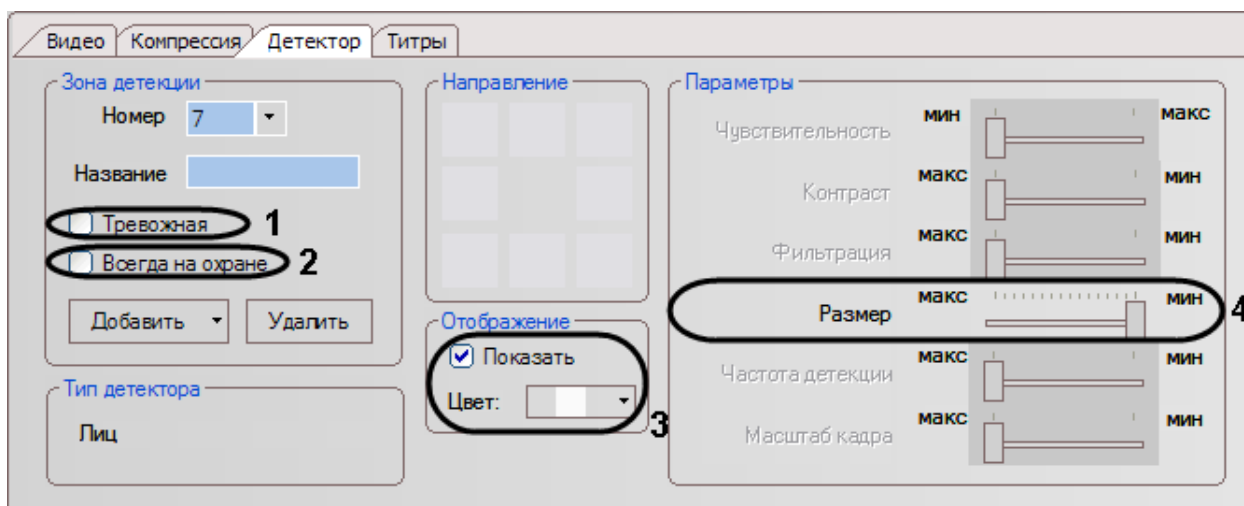 Видео Компрессия Детектор Титры
Зона детекции
Номер 7
Название
Тревожная 1
Всегда на охране 2
Добавить Удалить
Тип детектора
Лиц
Направление
Отображение
Показать
Цвет: 3
Параметры
Чувствительность мин макс
Контраст макс мин
Фильтрация макс мин
Размер макс мин 4
Частота детекции макс мин
Масштаб кадра макс мин